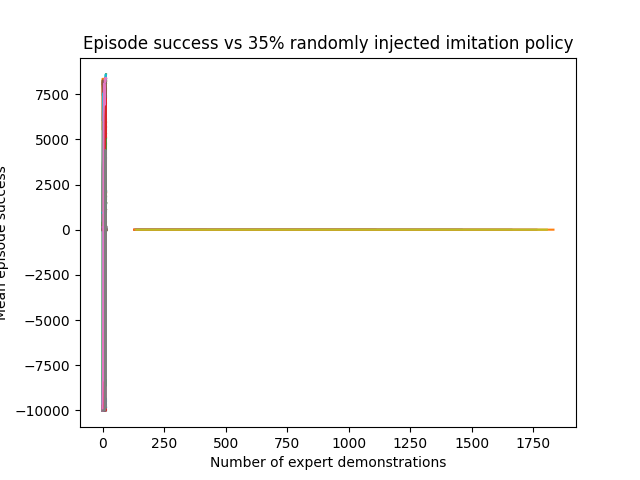 Episode success vs 35% randomly injected imitation policy
7500
5000
2500
0
−2500
−5000
−7500
−10000
Mean episode success
0 250 500 750 1000 1250 1500 1750
Number of expert demonstrations